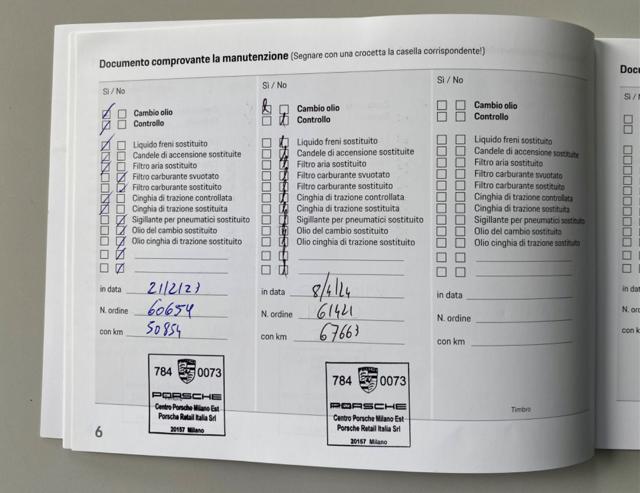 Documento comprovante la manutenzione (Segnare con una crocetta la casella corrispondente!)
Sì / No
Cambio olio
Controllo
Liquido freni sostituito
Candele di accensione sostituite
Filtro aria sostituito
Filtro carburante svuotato
Filtro carburante sostituito
Cinghia di trazione controllata
Cinghia di trazione sostituita
Sigillante per pneumatici sostituito
Olio del cambio sostituito
Olio cinghia di trazione sostituito
in data 21/2/23
N. ordine 60654
con km 50854
784 0073
PORSCHE
Centro Porsche Milano Est
Porsche Retail Italia Srl
20157 Milano
6
Sì / No
Cambio olio
Controllo
Liquido freni sostituito
Candele di accensione sostituite
Filtro aria sostituito
Filtro carburante svuotato
Filtro carburante sostituito
Cinghia di trazione controllata
Cinghia di trazione sostituita
Sigillante per pneumatici sostituito
Olio del cambio sostituito
Olio cinghia di trazione sostituito
in data 8/4/24
N. ordine 61421
con km 67663
784 0073
PORSCHE
Centro Porsche Milano Est
Porsche Retail Italia Srl
20157 Milano
Sì / No
Cambio olio
Controllo
Liquido freni sostituito
Candele di accensione sostituite
Filtro aria sostituito
Filtro carburante svuotato
Filtro carburante sostituito
Cinghia di trazione controllata
Cinghia di trazione sostituita
Sigillante per pneumatici sostituito
Olio del cambio sostituito
Olio cinghia di trazione sostituito
in data
N. ordine
con km
Timbro